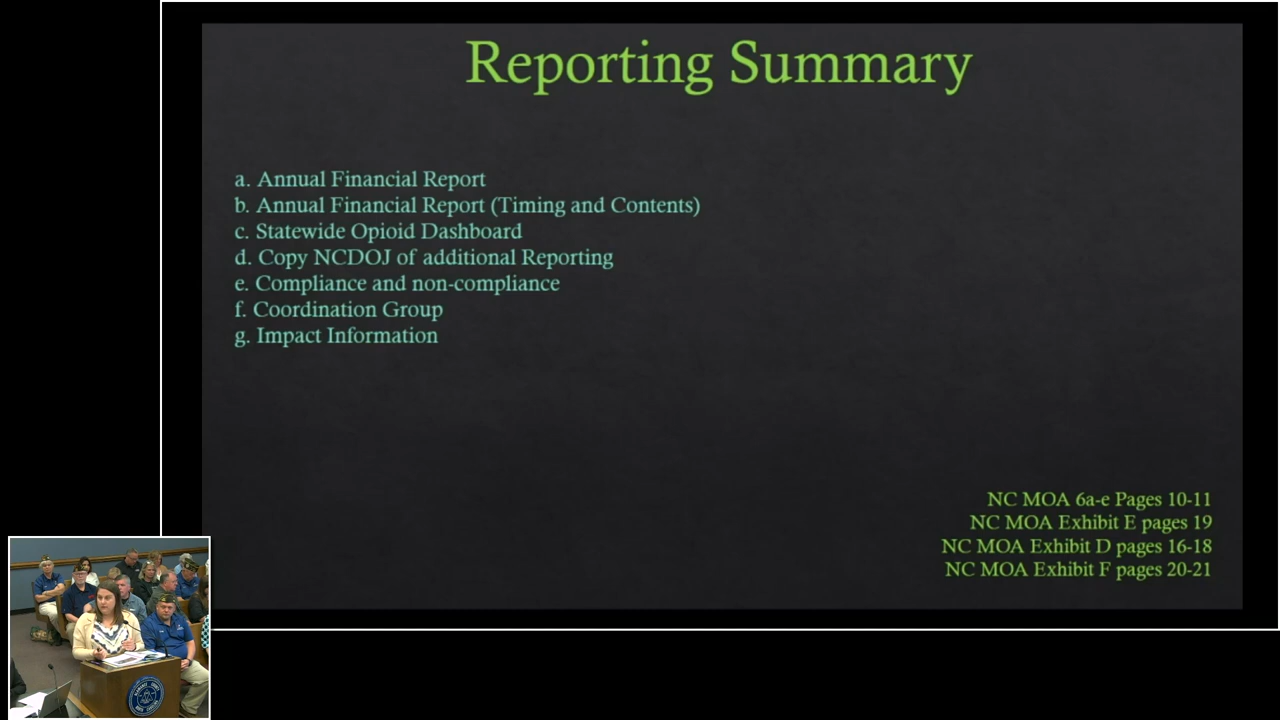 Reporting Summary
a. Annual Financial Report
b. Annual Financial Report (Timing and Contents)
c. Statewide Opioid Dashboard
d. Copy NCDOJ of additional Reporting
e. Compliance and non-compliance
f. Coordination Group
g. Impact Information
NC MOA 6a-e Pages 10-11
NC MOA Exhibit E pages 19
NC MOA Exhibit D pages 16-18
NC MOA Exhibit F pages 20-21